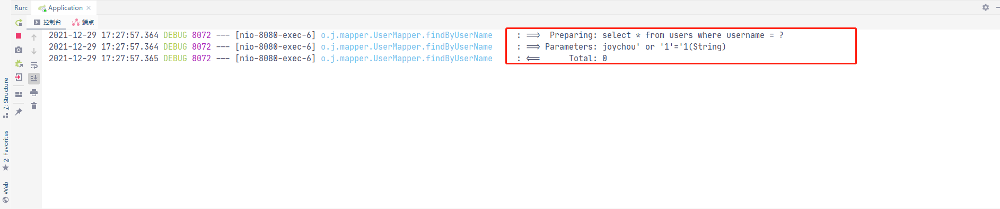 Run: Application
控制台 端点
2021-12-29 17:27:57.364 DEBUG 8072 --- [nio-8080-exec-6] o.j.mapper.UserMapper.findByUserName : ==> Preparing: select * from users where username = ?
2021-12-29 17:27:57.364 DEBUG 8072 --- [nio-8080-exec-6] o.j.mapper.UserMapper.findByUserName : ==> Parameters: joychou' or '1'='1(String)
2021-12-29 17:27:57.365 DEBUG 8072 --- [nio-8080-exec-6] o.j.mapper.UserMapper.findByUserName : <== Total: 0
7: Structure
2: Favorites
Web